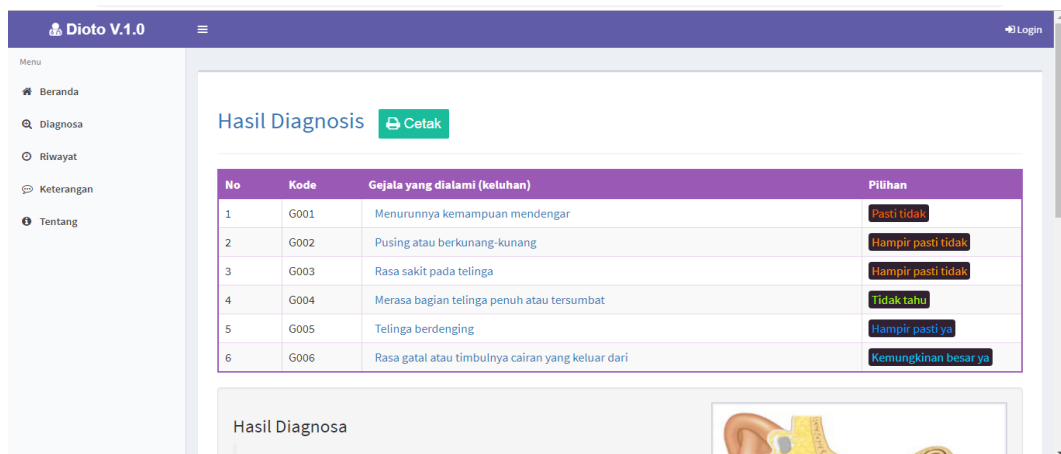 Dioto V.1.0
Login
Menu
Beranda
Diagnosa
Riwayat
Keterangan
Tentang
Hasil Diagnosis Cetak
No Kode Gejala yang dialami (keluhan) Pilihan
1 G001 Menurunnya kemampuan mendengar Pasti tidak
2 G002 Pusing atau berkunang-kunang Hampir pasti tidak
3 G003 Rasa sakit pada telinga Hampir pasti tidak
4 G004 Merasa bagian telinga penuh atau tersumbat Tidak tahu
5 G005 Telinga berdenging Hampir pasti ya
6 G006 Rasa gatal atau timbulnya cairan yang keluar dari Kemungkinan besar ya
Hasil Diagnosa